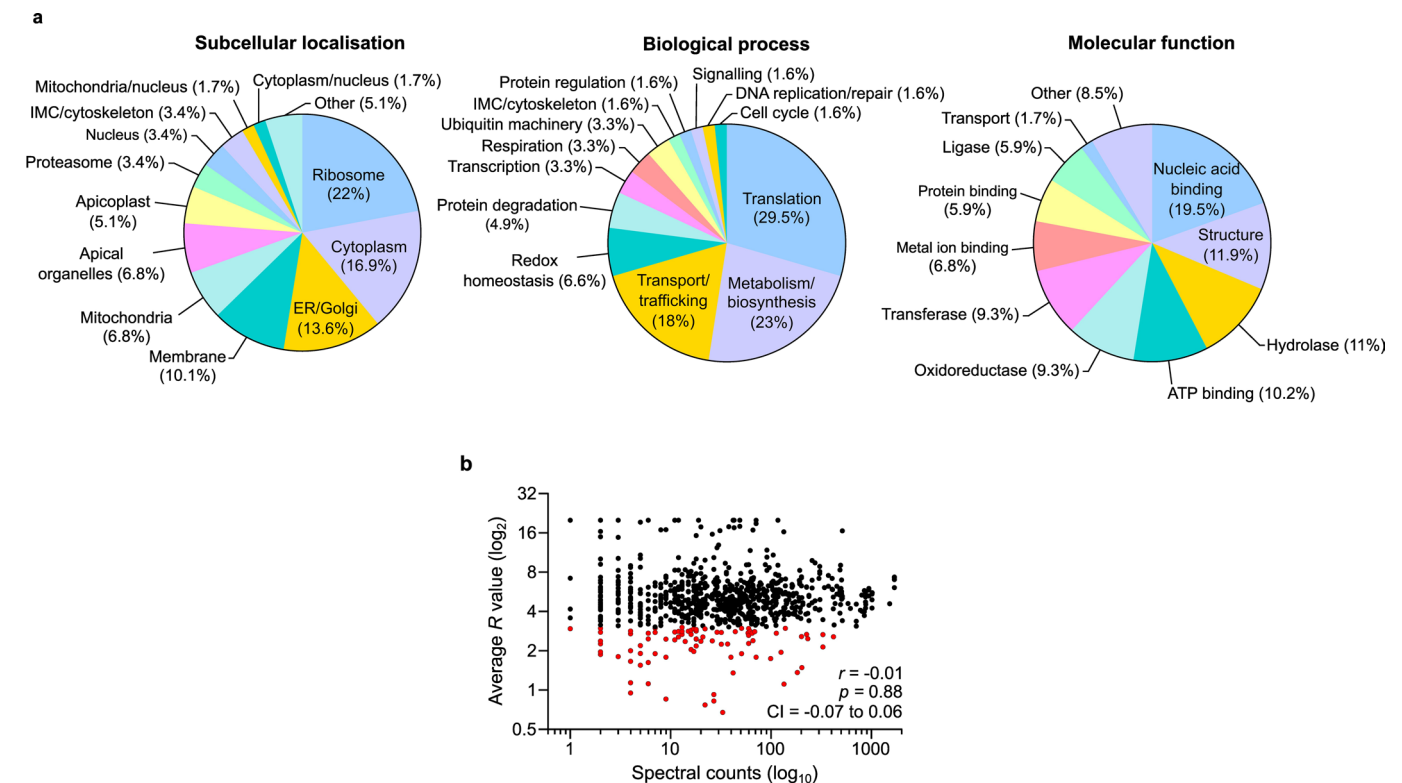 a
Subcellular localisation
Mitochondria/nucleus (1.7%)
Cytoplasm/nucleus (1.7%)
IMC/cytoskeleton (3.4%)
Other (5.1%)
Nucleus (3.4%)
Proteasome (3.4%)
Apicoplast
(5.1%)
Apical
organelles (6.8%)
Mitochondria
(6.8%)
Membrane
(10.1%)
Ribosome
(22%)
Cytoplasm
(16.9%)
ER/Golgi
(13.6%)
Biological process
Protein regulation (1.6%)
Signalling (1.6%)
IMC/cytoskeleton (1.6%)
DNA replication/repair (1.6%)
Ubiquitin machinery (3.3%)
Cell cycle (1.6%)
Respiration (3.3%)
Transcription (3.3%)
Protein degradation
(4.9%)
Redox
homeostasis (6.6%)
Translation
(29.5%)
Transport/
trafficking
(18%)
Metabolism/
biosynthesis
(23%)
Molecular function
Other (8.5%)
Transport (1.7%)
Ligase (5.9%)
Protein binding
(5.9%)
Metal ion binding
(6.8%)
Transferase (9.3%)
Oxidoreductase (9.3%)
Nucleic acid
binding
(19.5%)
Structure
(11.9%)
Hydrolase (11%)
ATP binding (10.2%)
b
Average R value (log₂)
32
16
8
4
2
1
0.5
r = -0.01
p = 0.88
CI = -0.07 to 0.06
1 10 100 1000
Spectral counts (log₁₀)